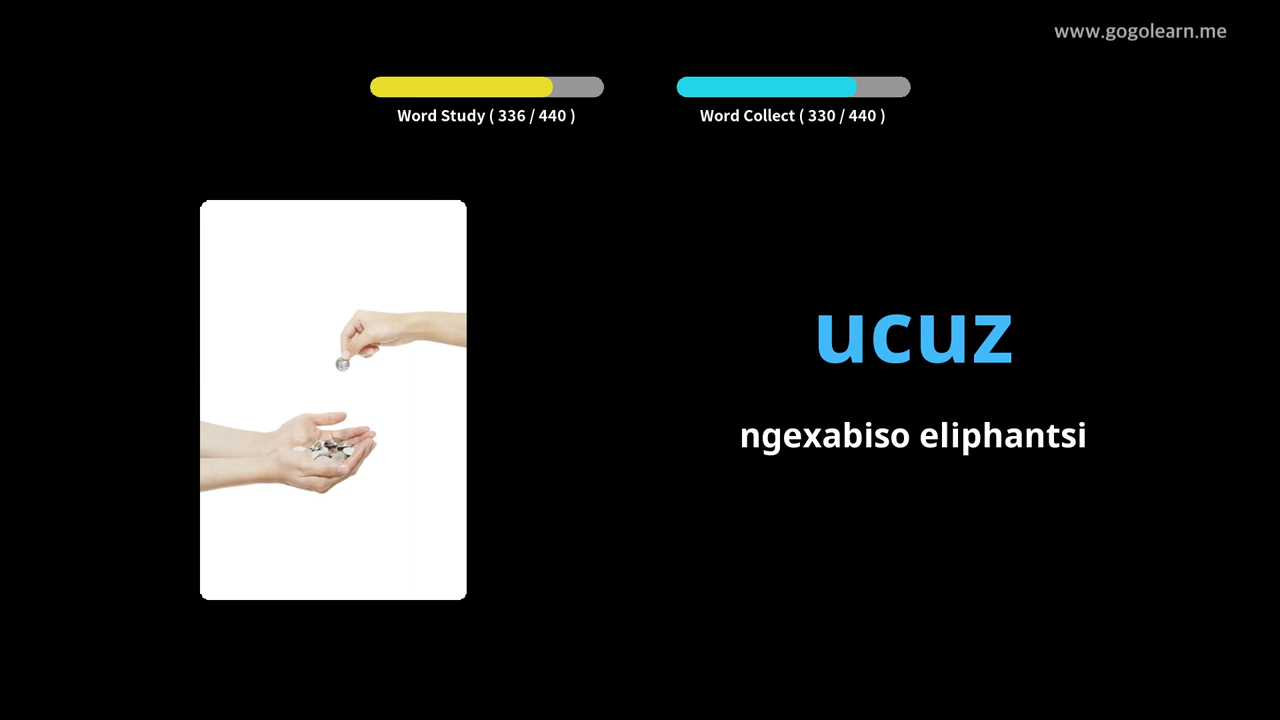 www.gogolearn.me
Word Study ( 336 / 440 )
Word Collect ( 330 / 440 )
ucuz
ngexabiso eliphantsi